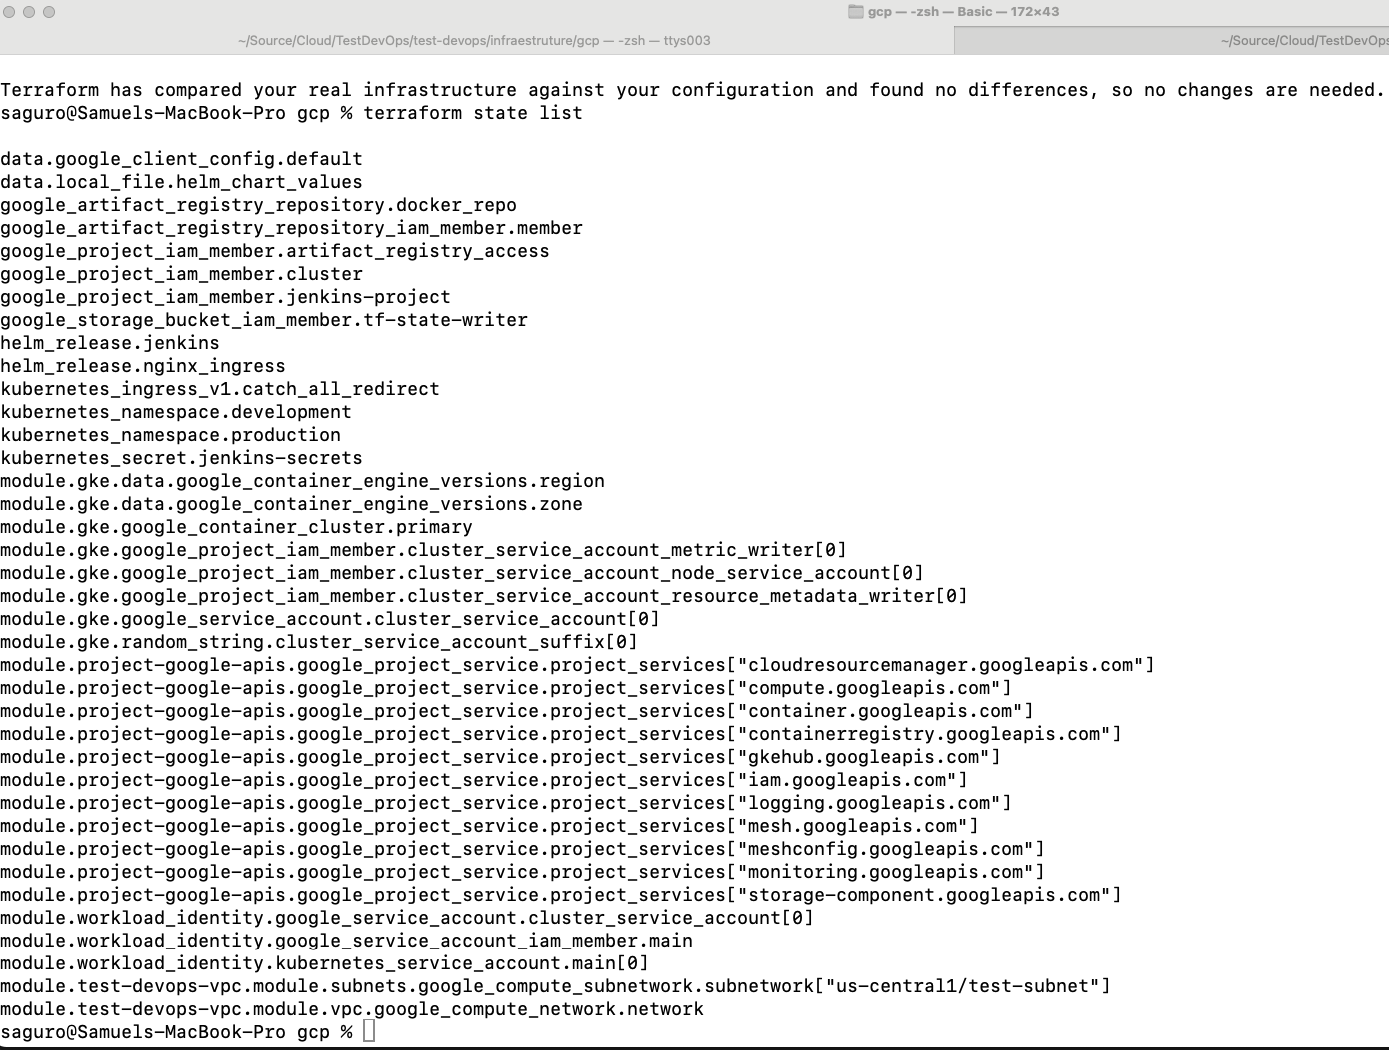 gcp — -zsh — Basic — 172×43
~/Source/Cloud/TestDevOps/test-devops/infraestruture/gcp — -zsh — ttys003
~/Source/Cloud/TestDevOps
Terraform has compared your real infrastructure against your configuration and found no differences, so no changes are needed.
saguro@Samuels-MacBook-Pro gcp % terraform state list
data.google_client_config.default
data.local_file.helm_chart_values
google_artifact_registry_repository.docker_repo
google_artifact_registry_repository_iam_member.member
google_project_iam_member.artifact_registry_access
google_project_iam_member.cluster
google_project_iam_member.jenkins-project
google_storage_bucket_iam_member.tf-state-writer
helm_release.jenkins
helm_release.nginx_ingress
kubernetes_ingress_v1.catch_all_redirect
kubernetes_namespace.development
kubernetes_namespace.production
kubernetes_secret.jenkins-secrets
module.gke.data.google_container_engine_versions.region
module.gke.data.google_container_engine_versions.zone
module.gke.google_container_cluster.primary
module.gke.google_project_iam_member.cluster_service_account_metric_writer[0]
module.gke.google_project_iam_member.cluster_service_account_node_service_account[0]
module.gke.google_project_iam_member.cluster_service_account_resource_metadata_writer[0]
module.gke.google_service_account.cluster_service_account[0]
module.gke.random_string.cluster_service_account_suffix[0]
module.project-google-apis.google_project_service.project_services["cloudresourcemanager.googleapis.com"]
module.project-google-apis.google_project_service.project_services["compute.googleapis.com"]
module.project-google-apis.google_project_service.project_services["container.googleapis.com"]
module.project-google-apis.google_project_service.project_services["containerregistry.googleapis.com"]
module.project-google-apis.google_project_service.project_services["gkehub.googleapis.com"]
module.project-google-apis.google_project_service.project_services["iam.googleapis.com"]
module.project-google-apis.google_project_service.project_services["logging.googleapis.com"]
module.project-google-apis.google_project_service.project_services["mesh.googleapis.com"]
module.project-google-apis.google_project_service.project_services["meshconfig.googleapis.com"]
module.project-google-apis.google_project_service.project_services["monitoring.googleapis.com"]
module.project-google-apis.google_project_service.project_services["storage-component.googleapis.com"]
module.workload_identity.google_service_account.cluster_service_account[0]
module.workload_identity.google_service_account_iam_member.main
module.workload_identity.kubernetes_service_account.main[0]
module.test-devops-vpc.module.subnets.google_compute_subnetwork.subnetwork["us-central1/test-subnet"]
module.test-devops-vpc.module.vpc.google_compute_network.network
saguro@Samuels-MacBook-Pro gcp %